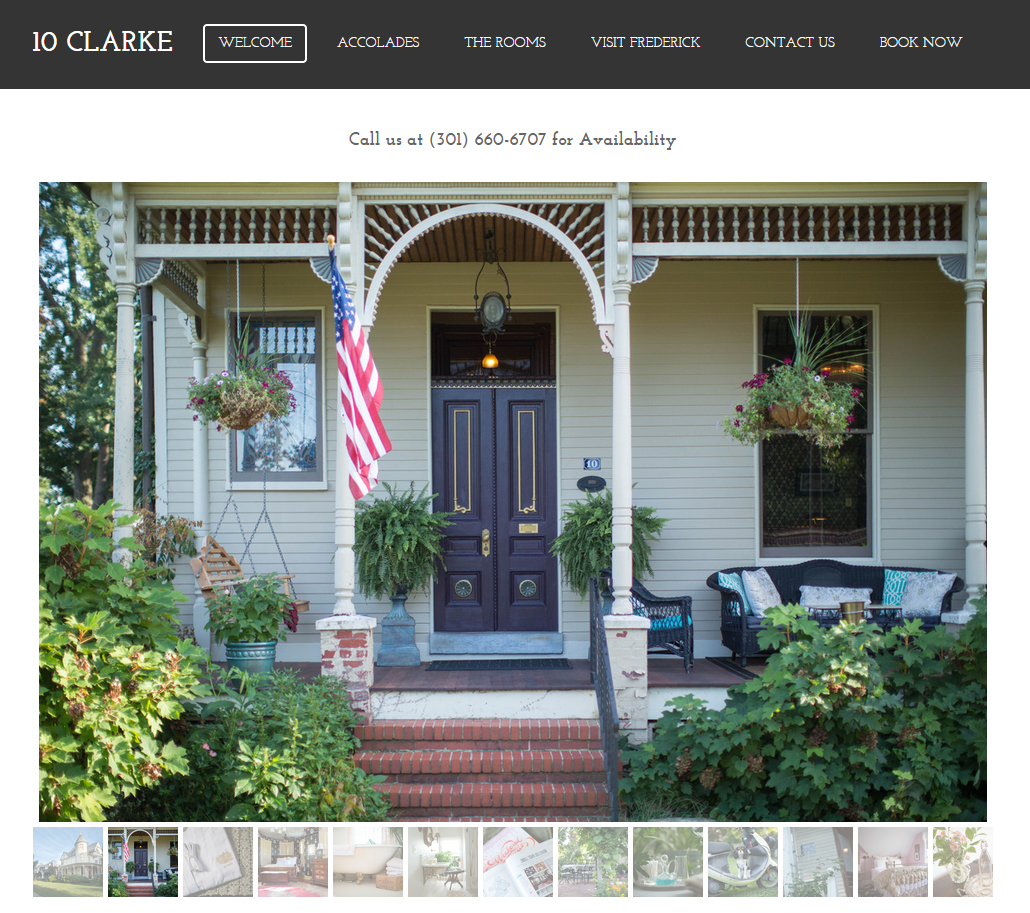 10 CLARKE
WELCOME
ACCOLADES
THE ROOMS
VISIT FREDERICK
CONTACT US
BOOK NOW
Call us at (301) 660-6707 for Availability
10